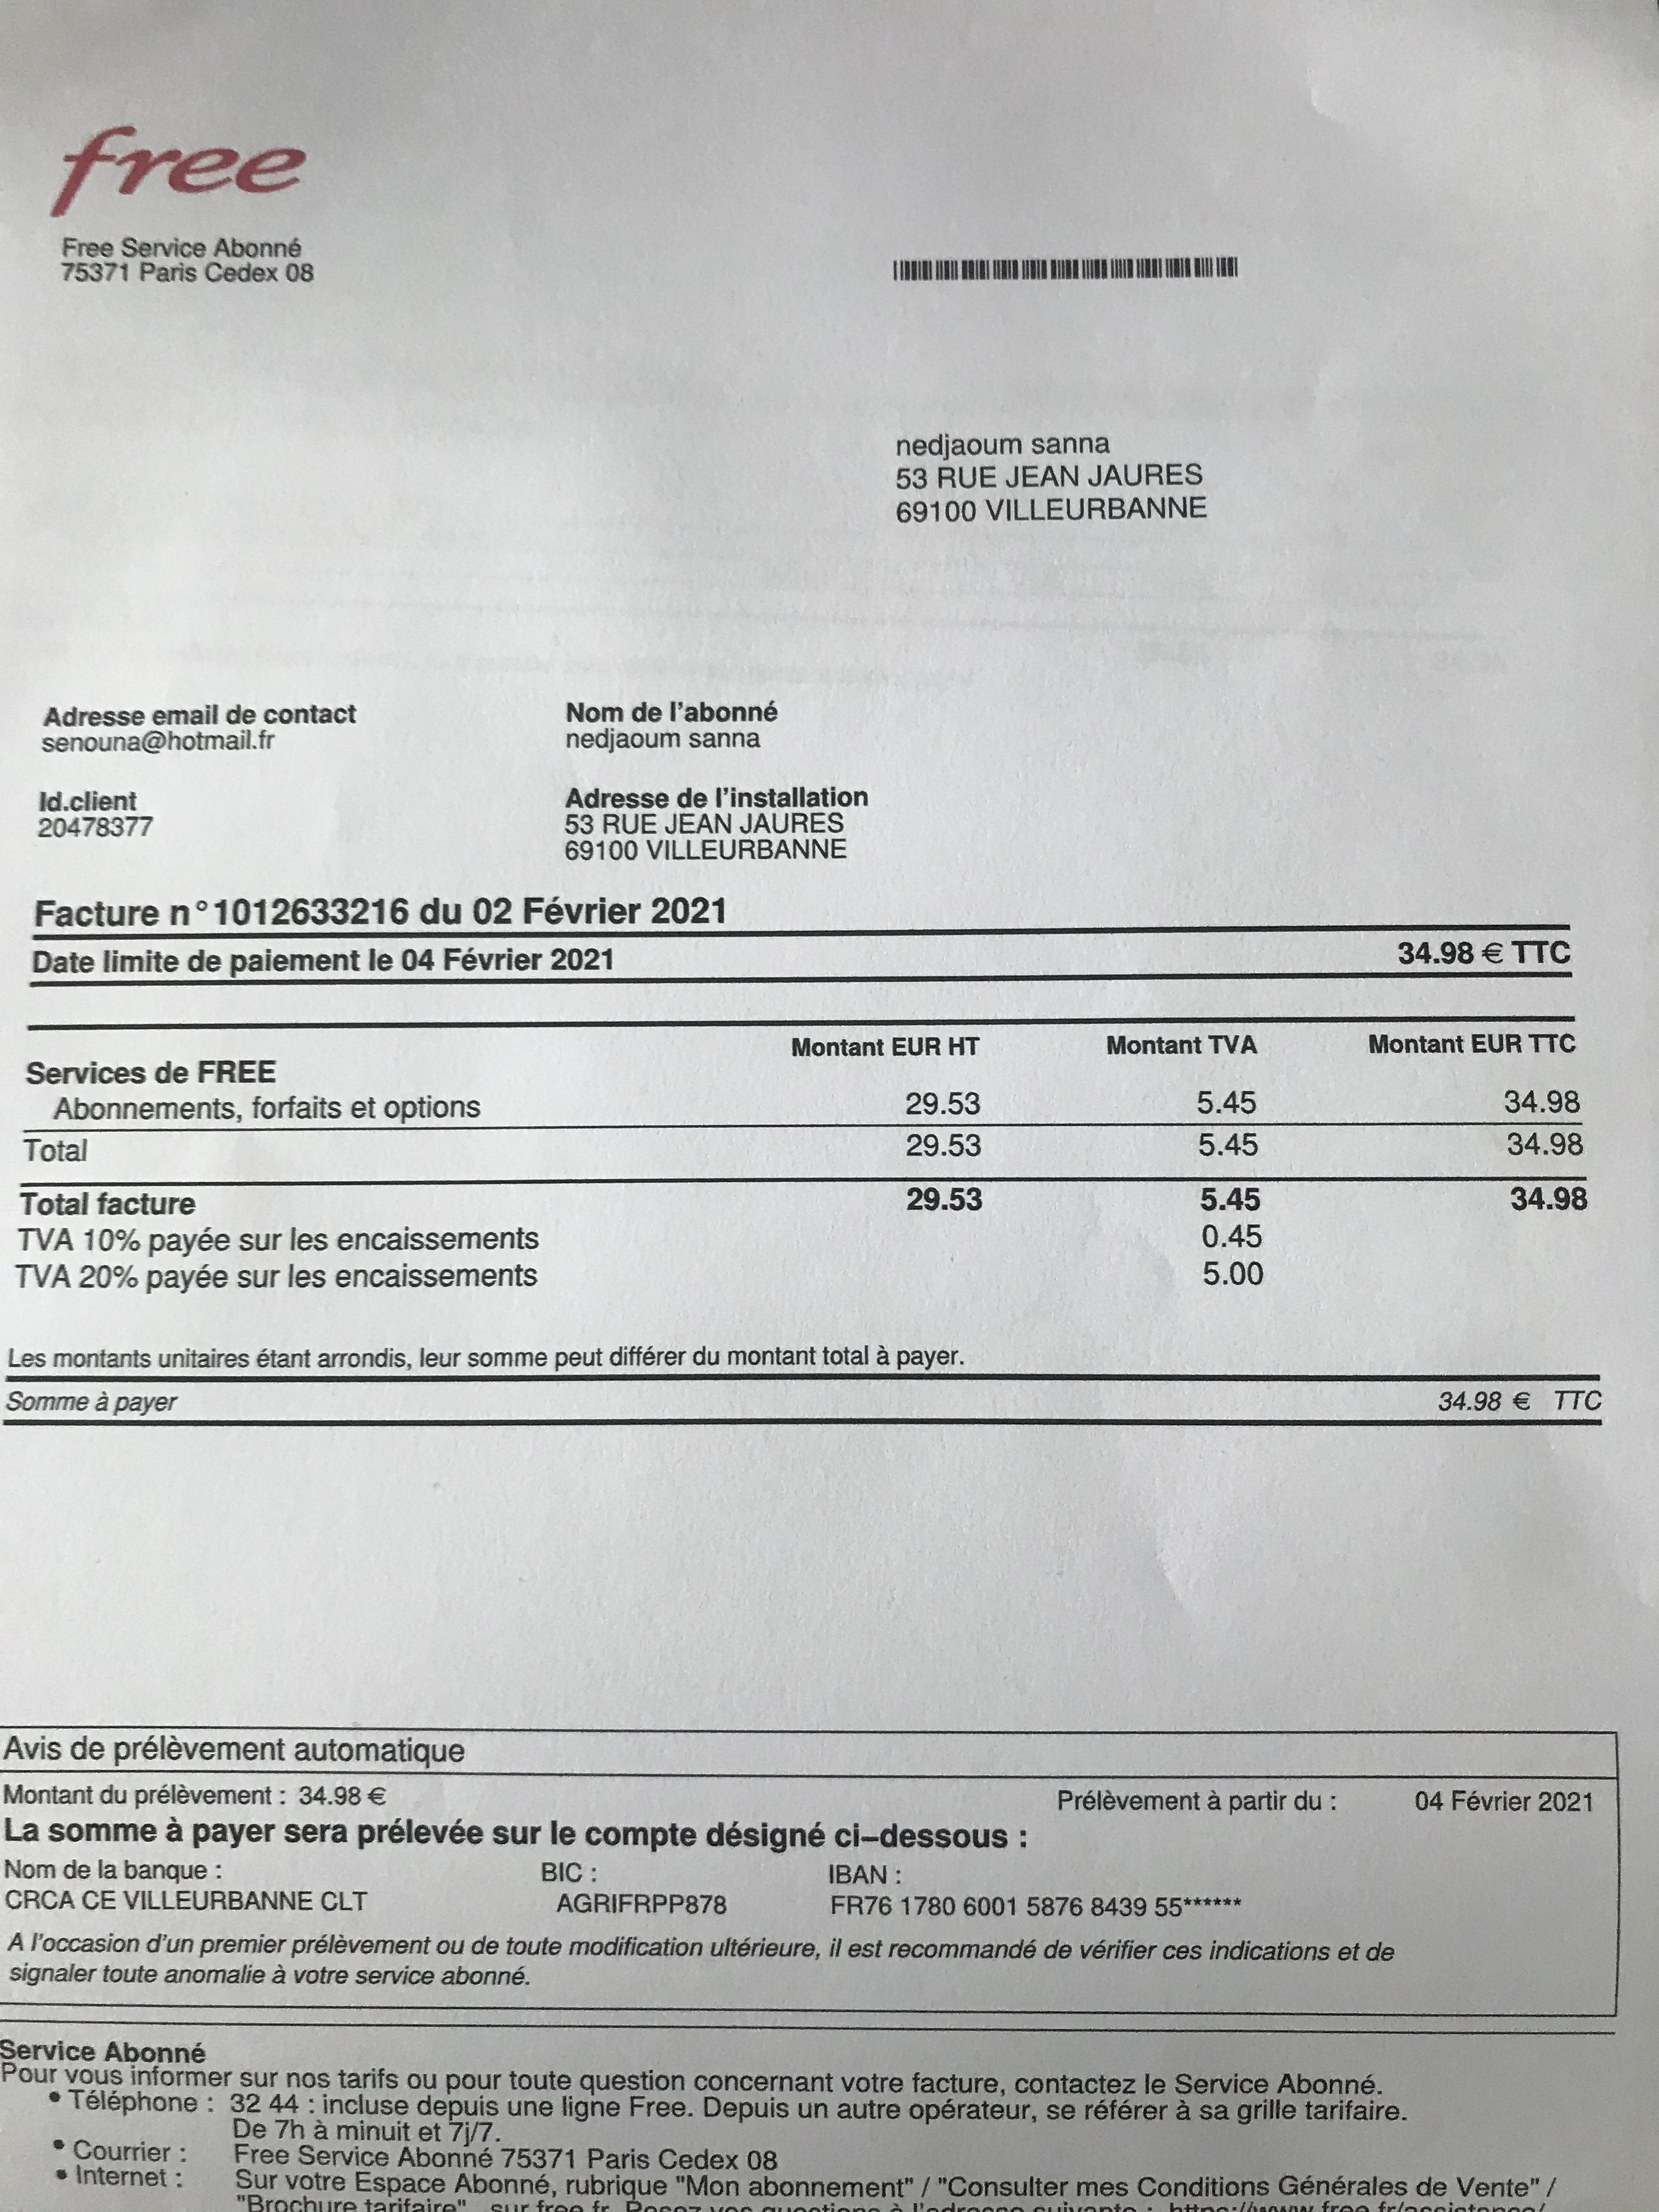 free
Free Service Abonné
75371 Paris Cedex 08
nedjaoum sanna
53 RUE JEAN JAURES
69100 VILLEURBANNE
Adresse email de contact
senouna@hotmail.fr
Nom de l'abonné
nedjaoum sanna
Id.client
20478377
Adresse de l'installation
53 RUE JEAN JAURES
69100 VILLEURBANNE
Facture n°1012633216 du 02 Février 2021
Date limite de paiement le 04 Février 2021 34.98 € TTC
Montant EUR HT Montant TVA Montant EUR TTC
Services de FREE
Abonnements, forfaits et options 29.53 5.45 34.98
Total 29.53 5.45 34.98
Total facture 29.53 5.45 34.98
TVA 10% payée sur les encaissements 0.45
TVA 20% payée sur les encaissements 5.00
Les montants unitaires étant arrondis, leur somme peut différer du montant total à payer.
Somme à payer 34.98 € TTC
Avis de prélèvement automatique
Montant du prélèvement : 34.98 € Prélèvement à partir du : 04 Février 2021
La somme à payer sera prélevée sur le compte désigné ci–dessous :
Nom de la banque : BIC : IBAN :
CRCA CE VILLEURBANNE CLT AGRIFRPP878 FR76 1780 6001 5876 8439 55******
A l'occasion d'un premier prélèvement ou de toute modification ultérieure, il est recommandé de vérifier ces indications et de
signaler toute anomalie à votre service abonné.
Service Abonné
Pour vous informer sur nos tarifs ou pour toute question concernant votre facture, contactez le Service Abonné.
• Téléphone : 32 44 : incluse depuis une ligne Free. Depuis un autre opérateur, se référer à sa grille tarifaire.
De 7h à minuit et 7j/7.
• Courrier : Free Service Abonné 75371 Paris Cedex 08
• Internet : Sur votre Espace Abonné, rubrique "Mon abonnement" / "Consulter mes Conditions Générales de Vente" /
"Brochure tarifaire", sur free.fr. Posez vos questions à l'adresse suivante : https://www.free.fr/assistance/